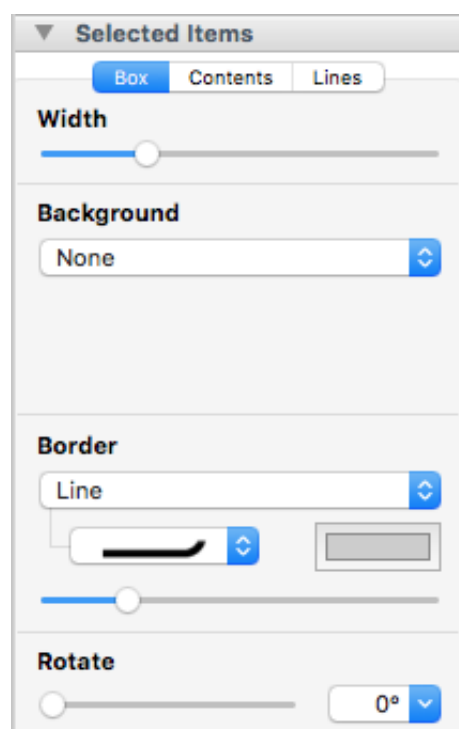 Selected Items
Box Contents Lines
Width
Background
None
Border
Line
Rotate
0°